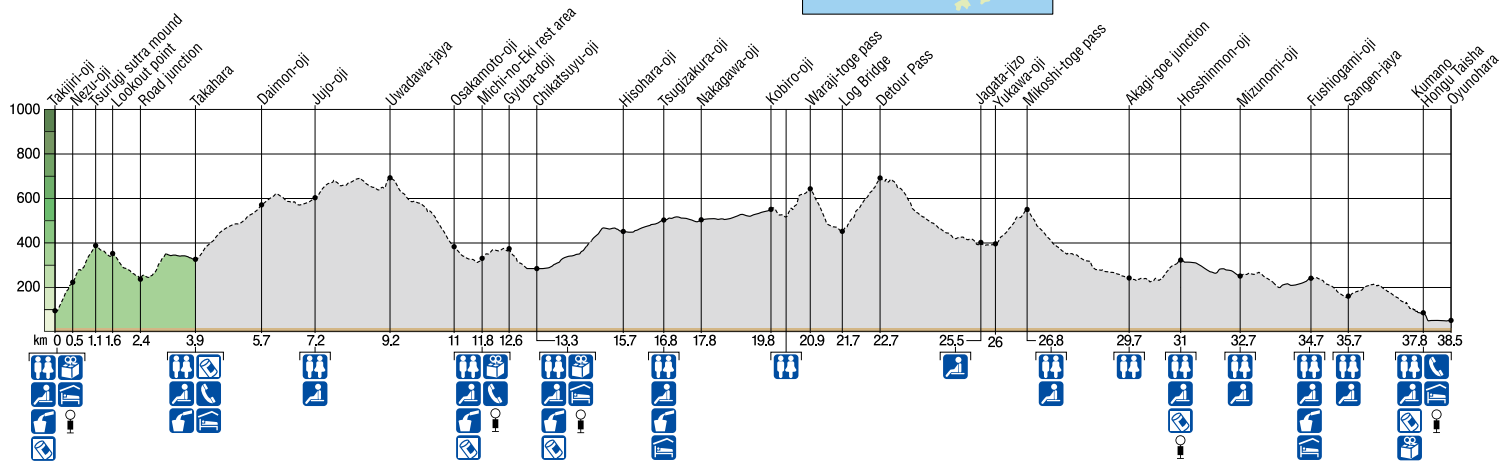 Takijiri-oji
Nezu-oji
Tsurugi sutra mound
Lookout point
Road junction
Takahara
Daimon-oji
Jujo-oji
Uwadawa-jaya
Osakamoto-oji
Michi-no-Eki rest area
Gyuba-doji
Chikatsuyu-oji
Hisohara-oji
Tsugizakura-oji
Nakagawa-oji
Kobiro-oji
Waraji-toge pass
Log Bridge
Detour Pass
Jagata-jizo
Yukawa-oji
Mikoshi-toge pass
Akagi-goe junction
Hosshinmon-oji
Mizunomi-oji
Fushiogami-oji
Sangen-jaya
Kumano
Hongu Taisha
Oyunohara
1000
800
600
400
200
km 0 0,5 1,1 1,6 2,4 3,9 5,7 7,2 9,2 11 11,8 12,6 13,3 15,7 16,8 17,8 19,8 20,9 21,7 22,7 25,5 26 26,8 29,7 31 32,7 34,7 35,7 37,8 38,5